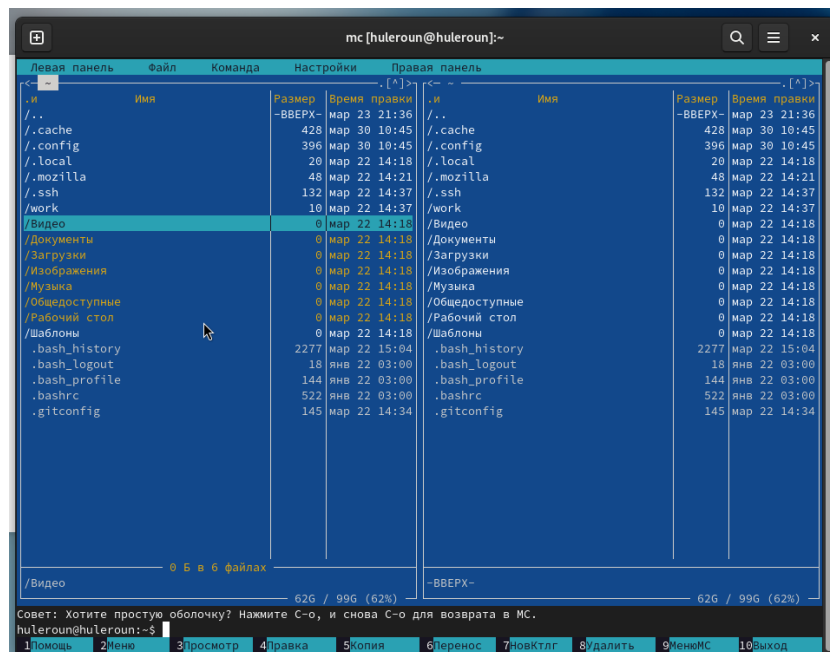 mc [huleroun@huleroun]:~
Левая панель Файл Команда Настройки Правая панель
<— ~ .[^]> <— ~ .[^]>
.и Имя Размер Время правки .и Имя Размер Время правки
/.. -ВВЕРХ- мар 23 21:36 /.. -ВВЕРХ- мар 23 21:36
/.cache 428 мар 30 10:45 /.cache 428 мар 30 10:45
/.config 396 мар 30 10:45 /.config 396 мар 30 10:45
/.local 20 мар 22 14:18 /.local 20 мар 22 14:18
/.mozilla 48 мар 22 14:21 /.mozilla 48 мар 22 14:21
/.ssh 132 мар 22 14:37 /.ssh 132 мар 22 14:37
/work 10 мар 22 14:37 /work 10 мар 22 14:37
/Видео 0 мар 22 14:18 /Видео 0 мар 22 14:18
/Документы 0 мар 22 14:18 /Документы 0 мар 22 14:18
/Загрузки 0 мар 22 14:18 /Загрузки 0 мар 22 14:18
/Изображения 0 мар 22 14:18 /Изображения 0 мар 22 14:18
/Музыка 0 мар 22 14:18 /Музыка 0 мар 22 14:18
/Общедоступные 0 мар 22 14:18 /Общедоступные 0 мар 22 14:18
/Рабочий стол 0 мар 22 14:18 /Рабочий стол 0 мар 22 14:18
/Шаблоны 0 мар 22 14:18 /Шаблоны 0 мар 22 14:18
.bash_history 2277 мар 22 15:04 .bash_history 2277 мар 22 15:04
.bash_logout 18 янв 22 03:00 .bash_logout 18 янв 22 03:00
.bash_profile 144 янв 22 03:00 .bash_profile 144 янв 22 03:00
.bashrc 522 янв 22 03:00 .bashrc 522 янв 22 03:00
.gitconfig 145 мар 22 14:34 .gitconfig 145 мар 22 14:34
0 Б в 6 файлах
/Видео -ВВЕРХ-
62G / 99G (62%) 62G / 99G (62%)
Совет: Хотите простую оболочку? Нажмите C-o, и снова C-o для возврата в MC.
huleroun@huleroun:~$
1Помощь 2Меню 3Просмотр 4Правка 5Копия 6Перенос 7НовКтлг 8Удалить 9МенюMC 10Выход